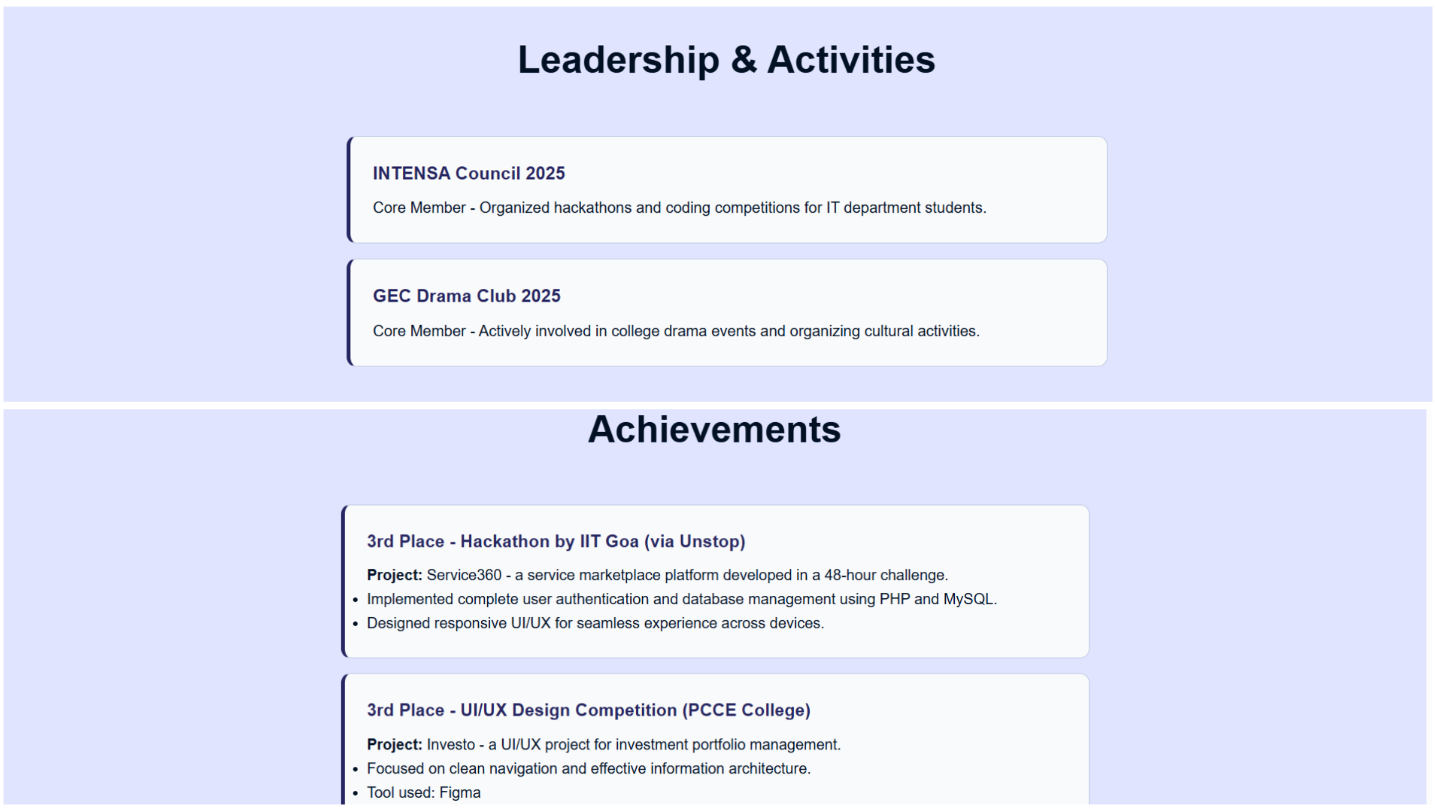 Leadership & Activities
INTENSA Council 2025
Core Member - Organized hackathons and coding competitions for IT department students.
GEC Drama Club 2025
Core Member - Actively involved in college drama events and organizing cultural activities.
Achievements
3rd Place - Hackathon by IIT Goa (via Unstop)
Project: Service360 - a service marketplace platform developed in a 48-hour challenge.
• Implemented complete user authentication and database management using PHP and MySQL.
• Designed responsive UI/UX for seamless experience across devices.
3rd Place - UI/UX Design Competition (PCCE College)
Project: Investo - a UI/UX project for investment portfolio management.
• Focused on clean navigation and effective information architecture.
• Tool used: Figma